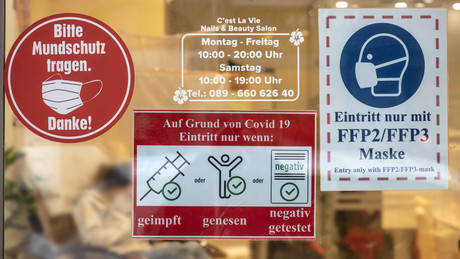 Bitte
Mundschutz
tragen.
Danke!
C'est La Vie
Nails & Beauty Salon
Montag - Freitag
10:00 - 20:00 Uhr
Samstag
10:00 - 19:00 Uhr
Tel.: 089 - 660 626 40
Auf Grund von Covid 19
Eintritt nur wenn:
oder
oder
negativ
geimpft
genesen
negativ
getestet
Eintritt nur mit
FFP2/FFP3
Maske
Entry only with FFP2/FFP3-mask